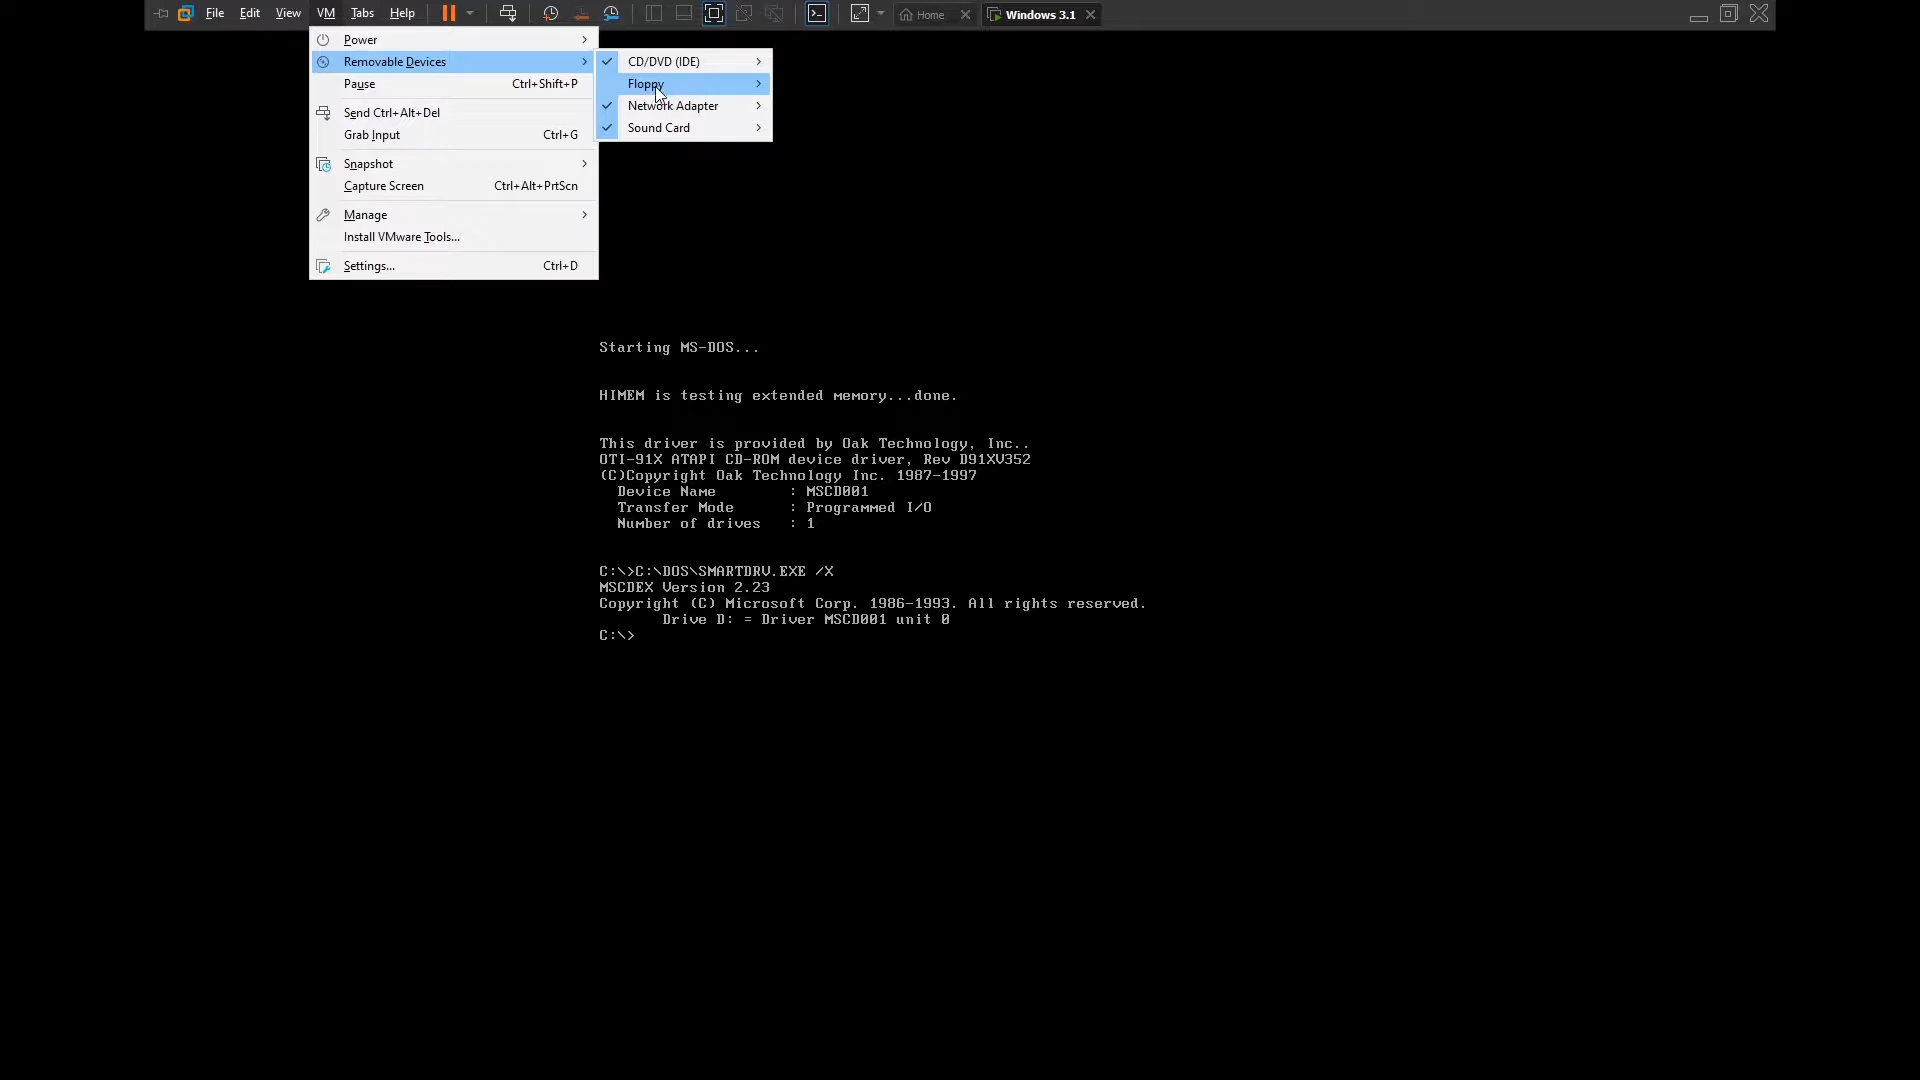 File Edit View VM Tabs Help Home Windows 3.1
Power
Removable Devices
Pause Ctrl+Shift+P
Send Ctrl+Alt+Del
Grab Input Ctrl+G
Snapshot
Capture Screen Ctrl+Alt+PrtScn
Manage
Install VMware Tools...
Settings... Ctrl+D
CD/DVD (IDE)
Floppy
Network Adapter
Sound Card
Starting MS-DOS...
HIMEM is testing extended memory...done.
This driver is provided by Oak Technology, Inc..
OTI-91X ATAPI CD-ROM device driver, Rev D91XV352
(C)Copyright Oak Technology Inc. 1987-1997
Device Name : MSCD001
Transfer Mode : Programmed I/O
Number of drives : 1
C:\>C:\DOS\SMARTDRV.EXE /X
MSCDEX Version 2.23
Copyright (C) Microsoft Corp. 1986-1993. All rights reserved.
Drive D: = Driver MSCD001 unit 0
C:\>